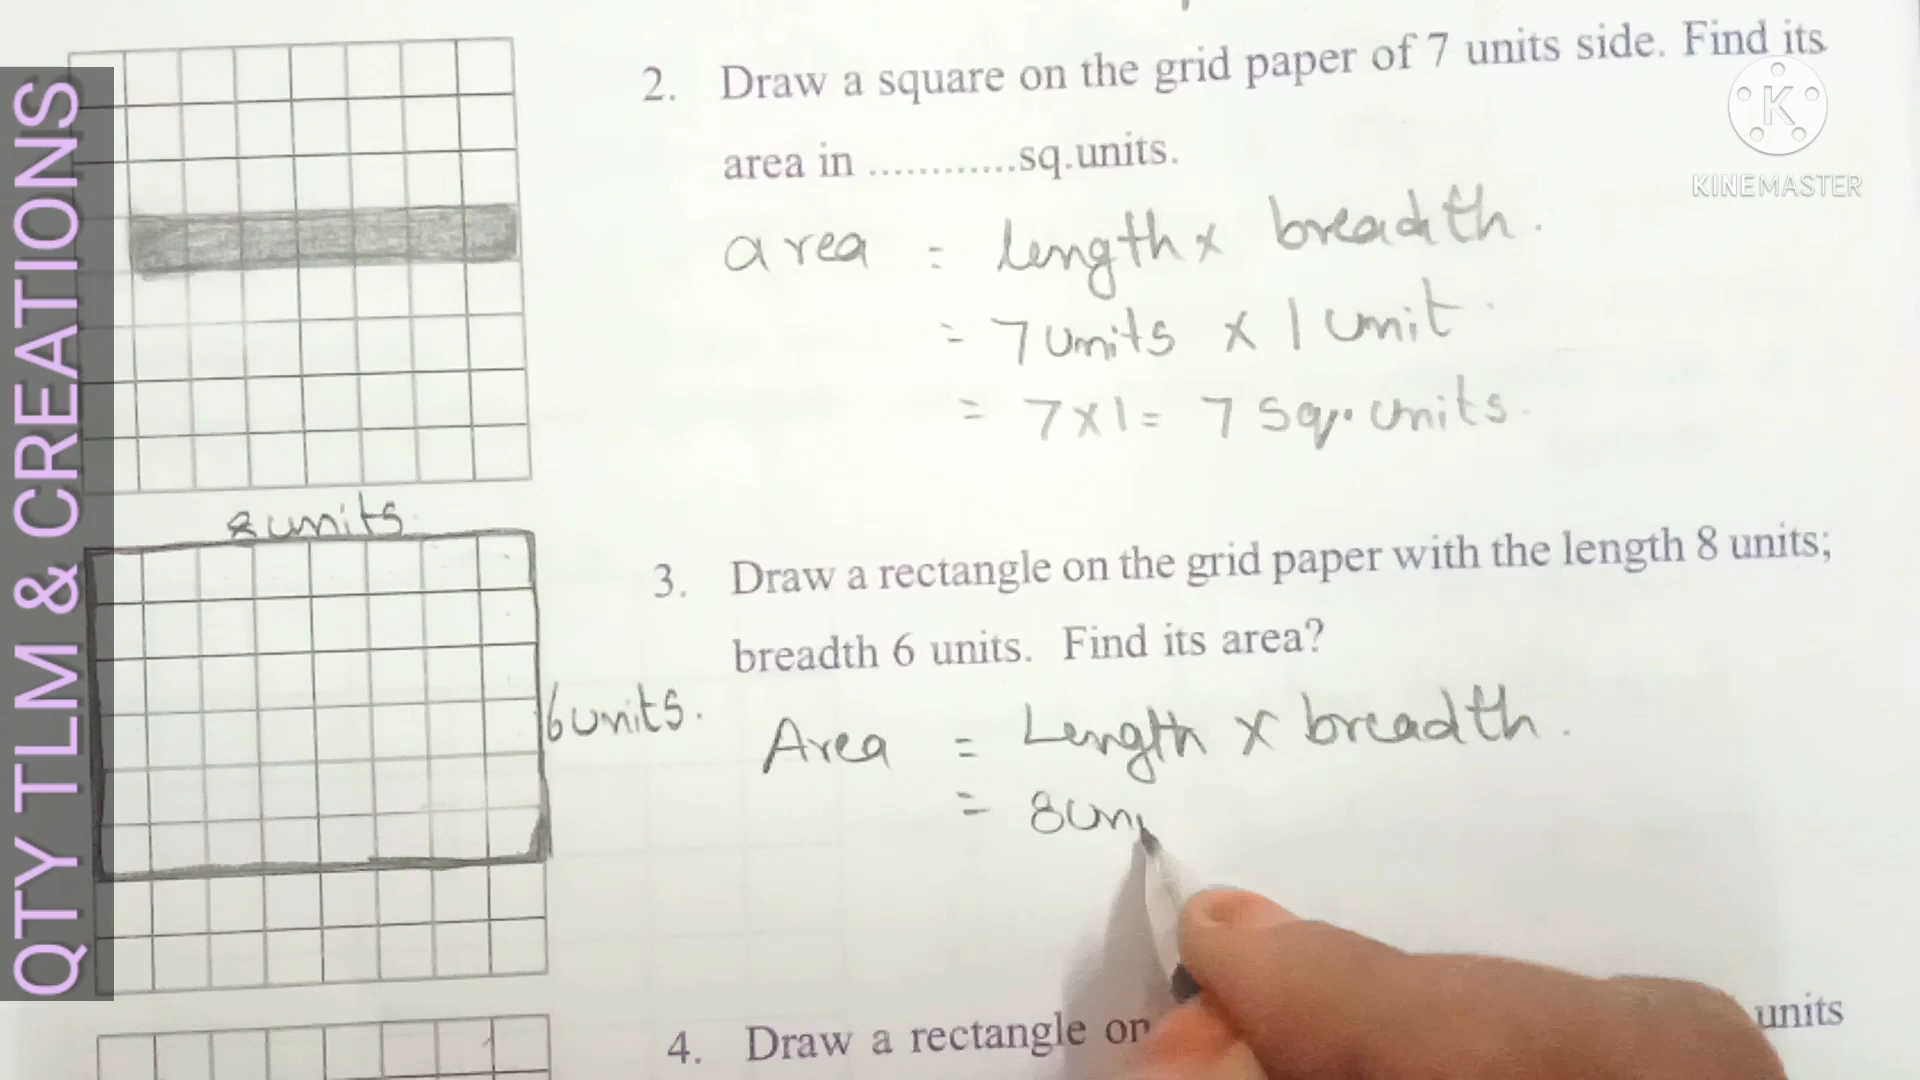 QTY TLM & CREATIONS
K
KINEMASTER
2. Draw a square on the grid paper of 7 units side. Find its
area in ............sq.units.
area = length x breadth.
= 7 units x 1 unit.
= 7 x 1 = 7 Sq. units.
8 units
3. Draw a rectangle on the grid paper with the length 8 units;
breadth 6 units. Find its area?
6 units.
Area = Length x breadth.
= 8 uni
4. Draw a rectangle on units